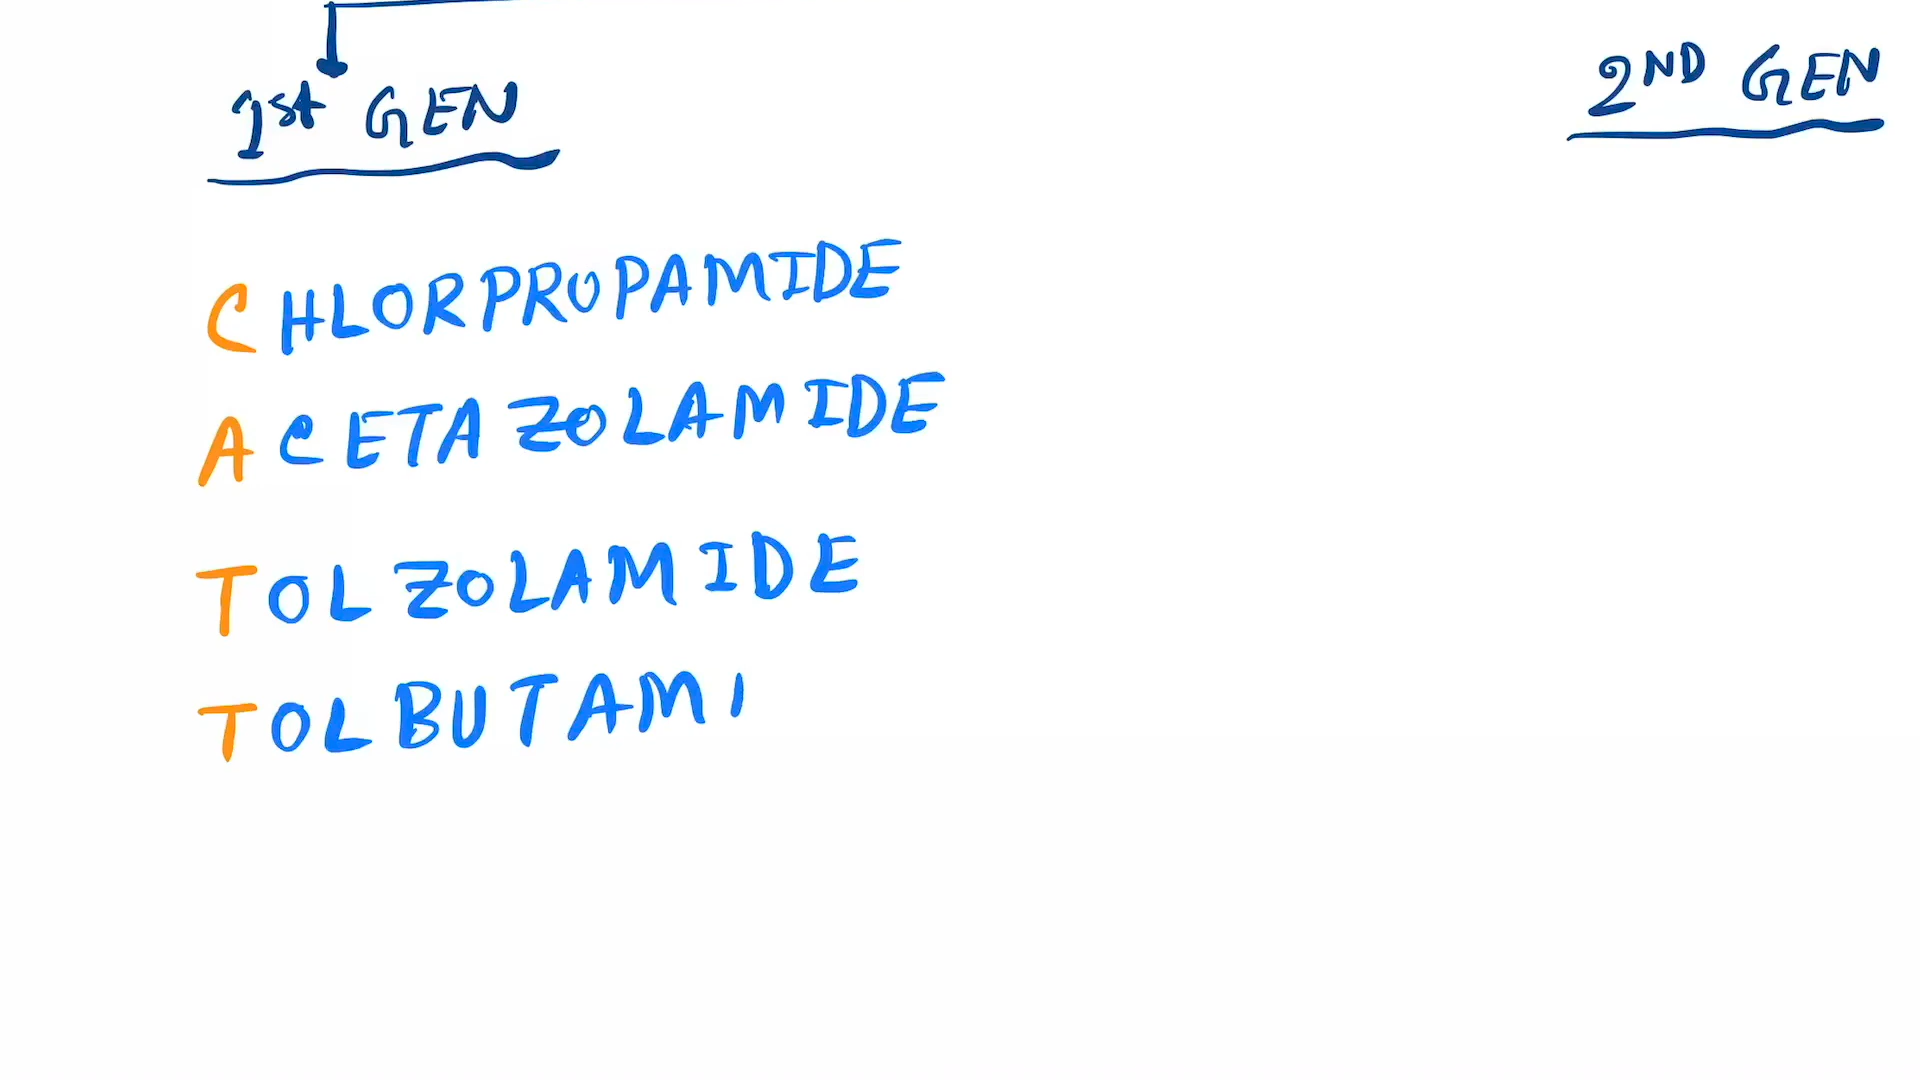 1st GEN
2ND GEN
CHLORPROPAMIDE
ACETAZOLAMIDE
TOLZOLAMIDE
TOLBUTAMI